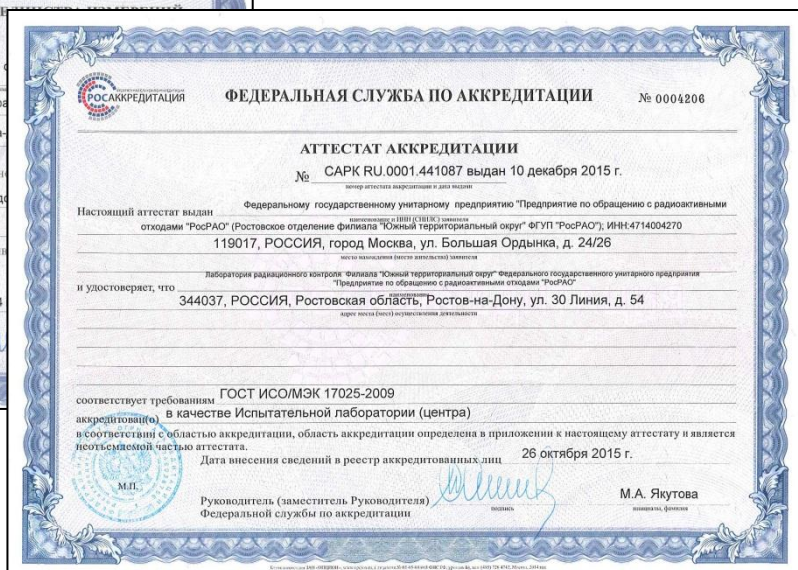 РОСАККРЕДИТАЦИЯ
ФЕДЕРАЛЬНАЯ СЛУЖБА ПО АККРЕДИТАЦИИ
№ 0004206
АТТЕСТАТ АККРЕДИТАЦИИ
№ САРК RU.0001.441087 выдан 10 декабря 2015 г.
номер аттестата аккредитации и дата выдачи
Настоящий аттестат выдан Федеральному государственному унитарному предприятию "Предприятие по обращению с радиоактивными
наименование и ИНН (СНИЛС) заявителя
отходами "РосРАО" (Ростовское отделение филиала "Южный территориальный округ" ФГУП "РосРАО"); ИНН:4714004270
119017, РОССИЯ, город Москва, ул. Большая Ордынка, д. 24/26
место нахождения (место жительства) заявителя
и удостоверяет, что Лаборатория радиационного контроля Филиала "Южный территориальный округ" Федерального государственного унитарного предприятия
"Предприятие по обращению с радиоактивными отходами "РосРАО"
наименование
344037, РОССИЯ, Ростовская область, Ростов-на-Дону, ул. 30 Линия, д. 54
адрес места (мест) осуществления деятельности
соответствует требованиям ГОСТ ИСО/МЭК 17025-2009
аккредитован(о) в качестве Испытательной лаборатории (центра)
в соответствии с областью аккредитации, область аккредитации определена в приложении к настоящему аттестату и является
неотъемлемой частью аттестата.
Дата внесения сведений в реестр аккредитованных лиц 26 октября 2015 г.
М.П.
Руководитель (заместитель Руководителя)
Федеральной службы по аккредитации
подпись
М.А. Якутова
инициалы, фамилия